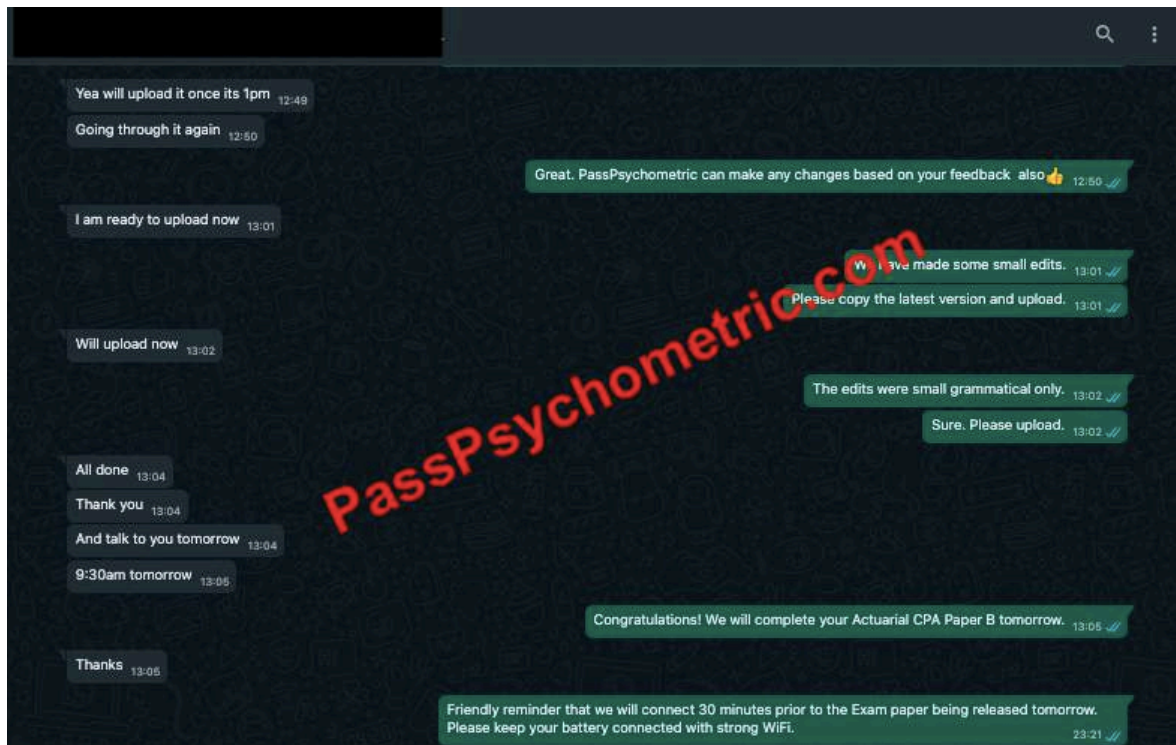 Yea will upload it once its 1pm 12:49
Going through it again 12:50
Great. PassPsychometric can make any changes based on your feedback also👍 12:50
I am ready to upload now 13:01
have made some small edits. 13:01
Please copy the latest version and upload. 13:01
Will upload now 13:02
The edits were small grammatical only. 13:02
Sure. Please upload. 13:02
PassPsychometric.com
All done 13:04
Thank you 13:04
And talk to you tomorrow 13:04
9:30am tomorrow 13:05
Congratulations! We will complete your Actuarial CPA Paper B tomorrow. 13:05
Thanks 13:05
Friendly reminder that we will connect 30 minutes prior to the Exam paper being released tomorrow.
Please keep your battery connected with strong WiFi. 23:21